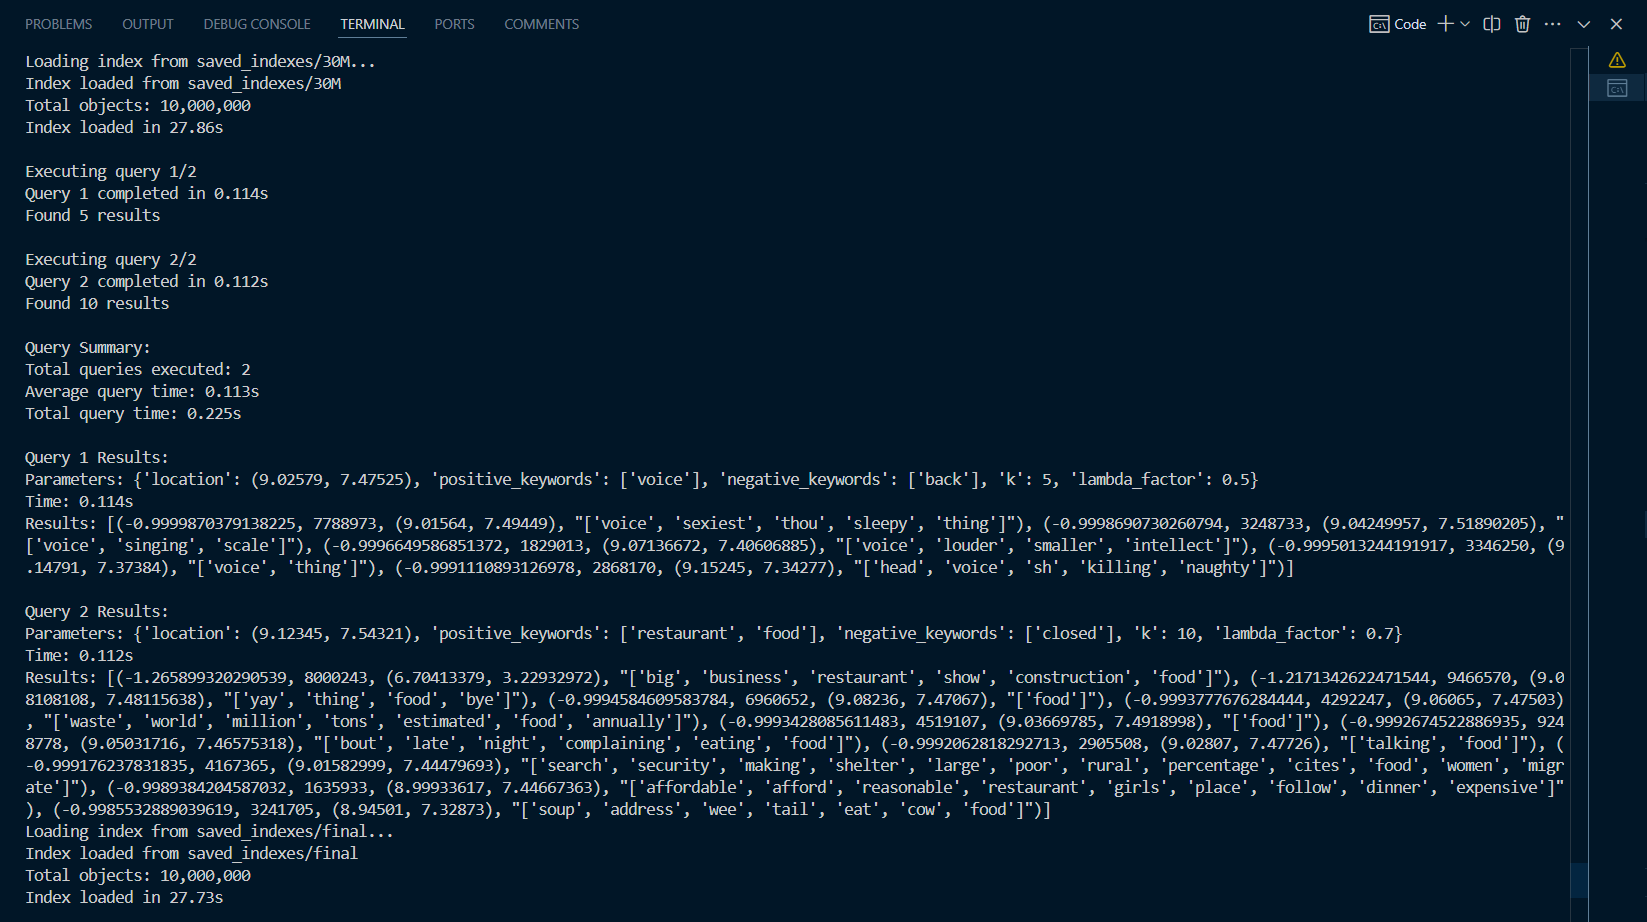 PROBLEMS OUTPUT DEBUG CONSOLE TERMINAL PORTS COMMENTS Code
Loading index from saved_indexes/30M...
Index loaded from saved_indexes/30M
Total objects: 10,000,000
Index loaded in 27.86s
Executing query 1/2
Query 1 completed in 0.114s
Found 5 results
Executing query 2/2
Query 2 completed in 0.112s
Found 10 results
Query Summary:
Total queries executed: 2
Average query time: 0.113s
Total query time: 0.225s
Query 1 Results:
Parameters: {'location': (9.02579, 7.47525), 'positive_keywords': ['voice'], 'negative_keywords': ['back'], 'k': 5, 'lambda_factor': 0.5}
Time: 0.114s
Results: [(-0.9999870379138225, 7788973, (9.01564, 7.49449), "['voice', 'sexiest', 'thou', 'sleepy', 'thing']"), (-0.9998690730260794, 3248733, (9.04249957, 7.51890205), "
['voice', 'singing', 'scale']"), (-0.9996649586851372, 1829013, (9.07136672, 7.40606885), "['voice', 'louder', 'smaller', 'intellect']"), (-0.9995013244191917, 3346250, (9
.14791, 7.37384), "['voice', 'thing']"), (-0.9991110893126978, 2868170, (9.15245, 7.34277), "['head', 'voice', 'sh', 'killing', 'naughty']")]
Query 2 Results:
Parameters: {'location': (9.12345, 7.54321), 'positive_keywords': ['restaurant', 'food'], 'negative_keywords': ['closed'], 'k': 10, 'lambda_factor': 0.7}
Time: 0.112s
Results: [(-1.265899320290539, 8000243, (6.70413379, 3.22932972), "['big', 'business', 'restaurant', 'show', 'construction', 'food']"), (-1.2171342622471544, 9466570, (9.0
8108108, 7.48115638), "['yay', 'thing', 'food', 'bye']"), (-0.9994584609583784, 6960652, (9.08236, 7.47067), "['food']"), (-0.9993777676284444, 4292247, (9.06065, 7.47503)
, "['waste', 'world', 'million', 'tons', 'estimated', 'food', 'annually']"), (-0.9993428085611483, 4519107, (9.03669785, 7.4918998), "['food']"), (-0.9992674522886935, 924
8778, (9.05031716, 7.46575318), "['bout', 'late', 'night', 'complaining', 'eating', 'food']"), (-0.9992062818292713, 2905508, (9.02807, 7.47726), "['talking', 'food']"), (
-0.999176237831835, 4167365, (9.01582999, 7.44479693), "['search', 'security', 'making', 'shelter', 'large', 'poor', 'rural', 'percentage', 'cites', 'food', 'women', 'migr
ate']"), (-0.9989384204587032, 1635933, (8.99933617, 7.44667363), "['affordable', 'afford', 'reasonable', 'restaurant', 'girls', 'place', 'follow', 'dinner', 'expensive']"
), (-0.9985532889039619, 3241705, (8.94501, 7.32873), "['soup', 'address', 'wee', 'tail', 'eat', 'cow', 'food']")]
Loading index from saved_indexes/final...
Index loaded from saved_indexes/final
Total objects: 10,000,000
Index loaded in 27.73s